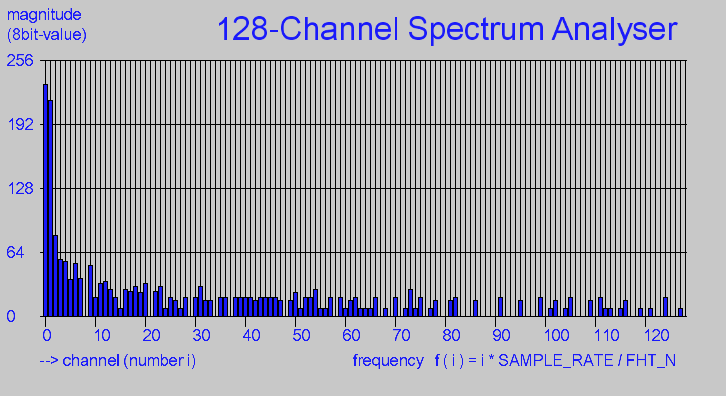 magnitude
(8bit-value)
128-Channel Spectrum Analyser
256
192
128
64
0
0 10 20 30 40 50 60 70 80 90 100 110 120
--> channel (number i) frequency f ( i ) = i * SAMPLE_RATE / FHT_N